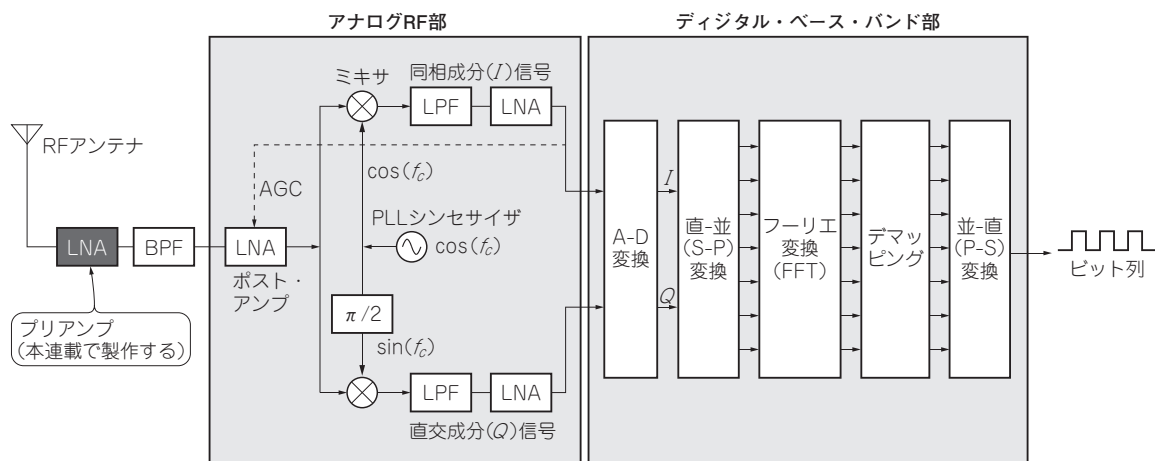 アナログRF部
ディジタル・ベース・バンド部
RFアンテナ
LNA
プリアンプ
(本連載で製作する)
BPF
LNA
ポスト・
アンプ
AGC
ミキサ
同相成分(I)信号
LPF
LNA
cos(fc)
PLLシンセサイザ
cos(fc)
π/2
sin(fc)
LPF
LNA
直交成分(Q)信号
A-D
変換
I
Q
直-並
(S-P)
変換
フーリエ
変換
(FFT)
デマッ
ピング
並-直
(P-S)
変換
ビット列